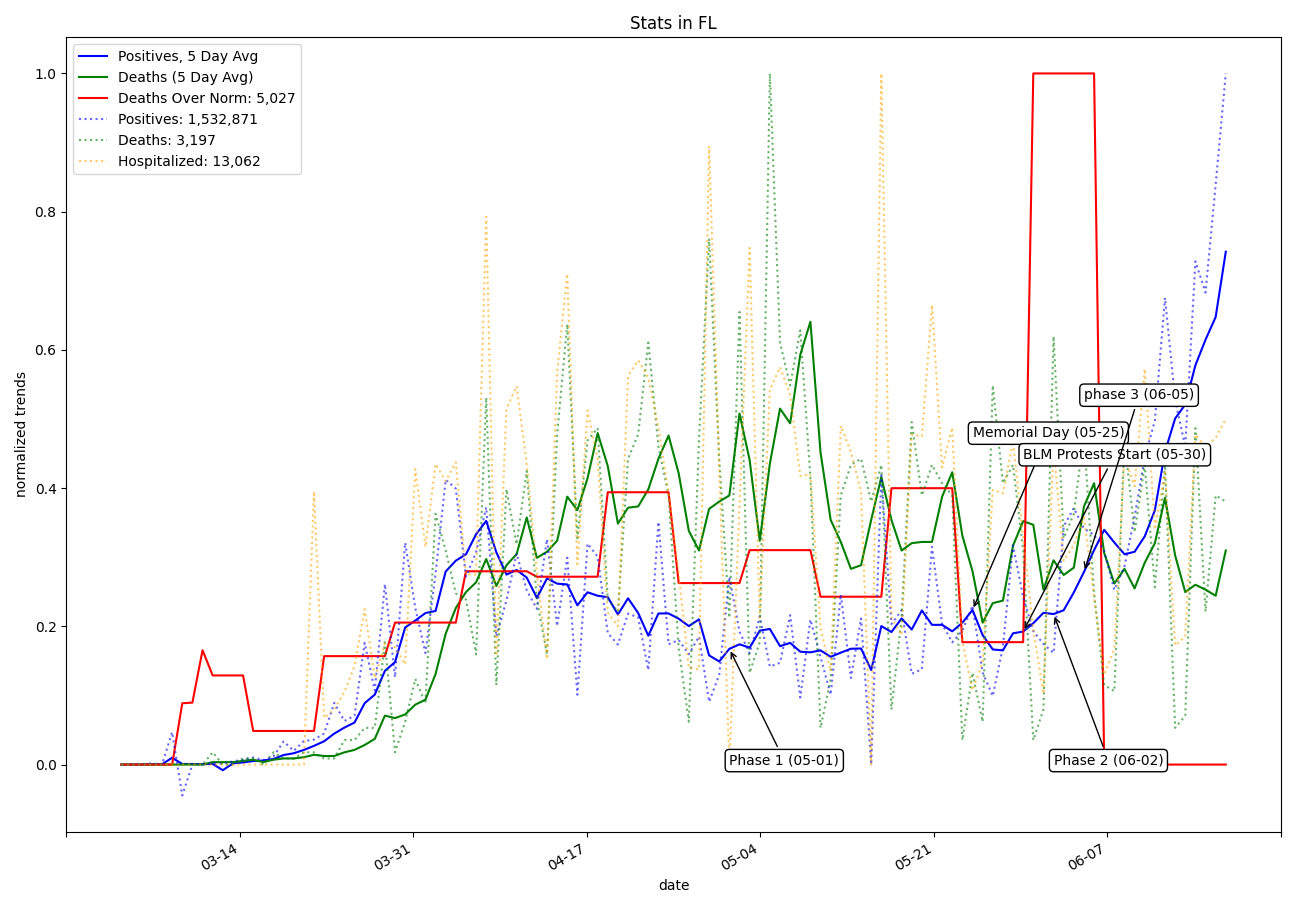 Stats in FL
Positives, 5 Day Avg
Deaths (5 Day Avg)
Deaths Over Norm: 5,027
Positives: 1,532,871
Deaths: 3,197
Hospitalized: 13,062
1.0
0.8
0.6
0.4
0.2
0.0
normalized trends
phase 3 (06-05)
Memorial Day (05-25)
BLM Protests Start (05-30)
Phase 1 (05-01)
Phase 2 (06-02)
03-14
03-31
04-17
05-04
05-21
06-07
date